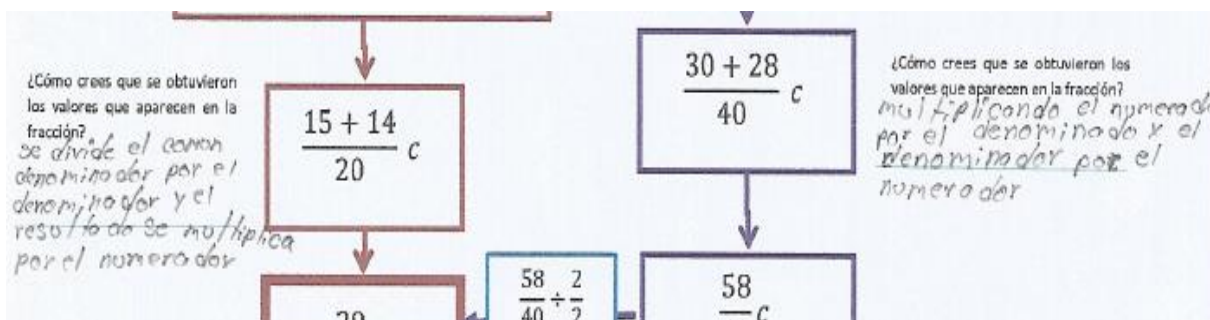 ¿Cómo crees que se obtuvieron
los valores que aparecen en la
fracción?
se divide el comun
denominador por el
denominador y el
resultado se multiplica
por el numerador
15 + 14
20
c
30 + 28
40
c
¿Cómo crees que se obtuvieron los
valores que aparecen en la fracción?
multiplicando el numerad
por el denominado y el
denominador por el
numerador
58
40
÷
2
2
58
c